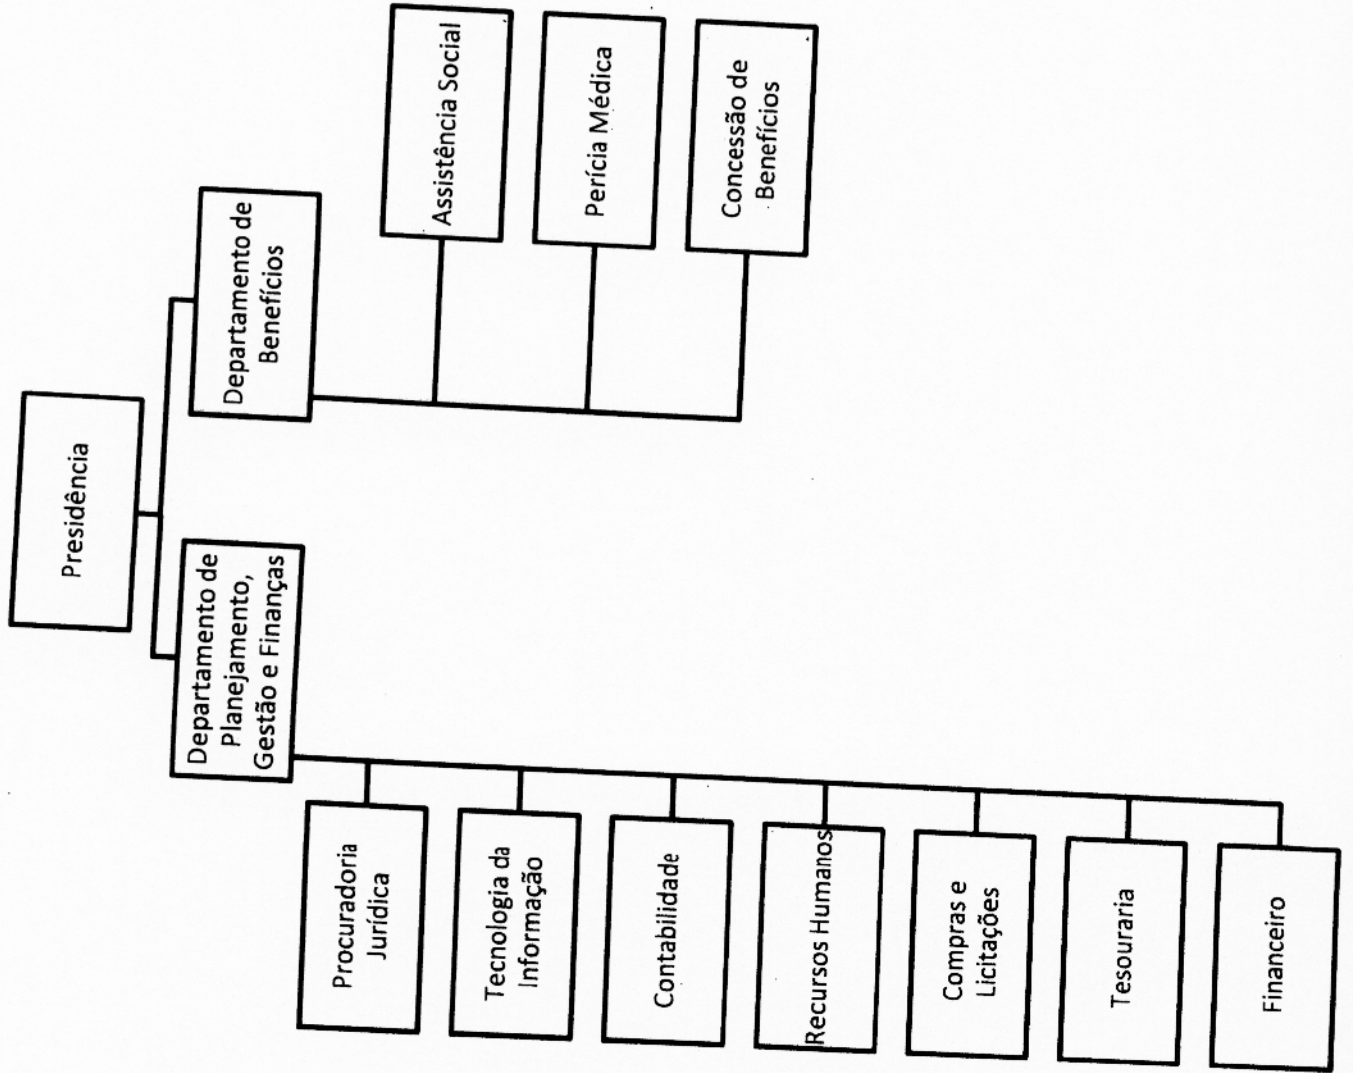 Presidência
Departamento de
Planejamento,
Gestão e Finanças
Departamento de
Benefícios
Procuradoria
Jurídica
Tecnologia da
Informação
Contabilidade
Recursos Humanos
Compras e
Licitações
Tesouraria
Financeiro
Assistência Social
Perícia Médica
Concessão de
Benefícios